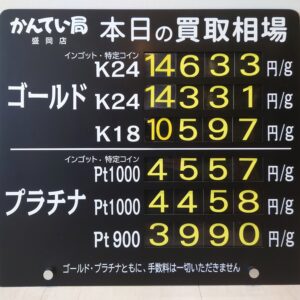 かんてい局 盛岡店 本日の買取相場
ゴールド
インゴット・特定コイン
K24 14633 円/g
K24 14331 円/g
K18 10597 円/g
プラチナ
インゴット・特定コイン
Pt1000 4557 円/g
Pt1000 4458 円/g
Pt900 3990 円/g
ゴールド・プラチナともに、手数料は一切いただきません